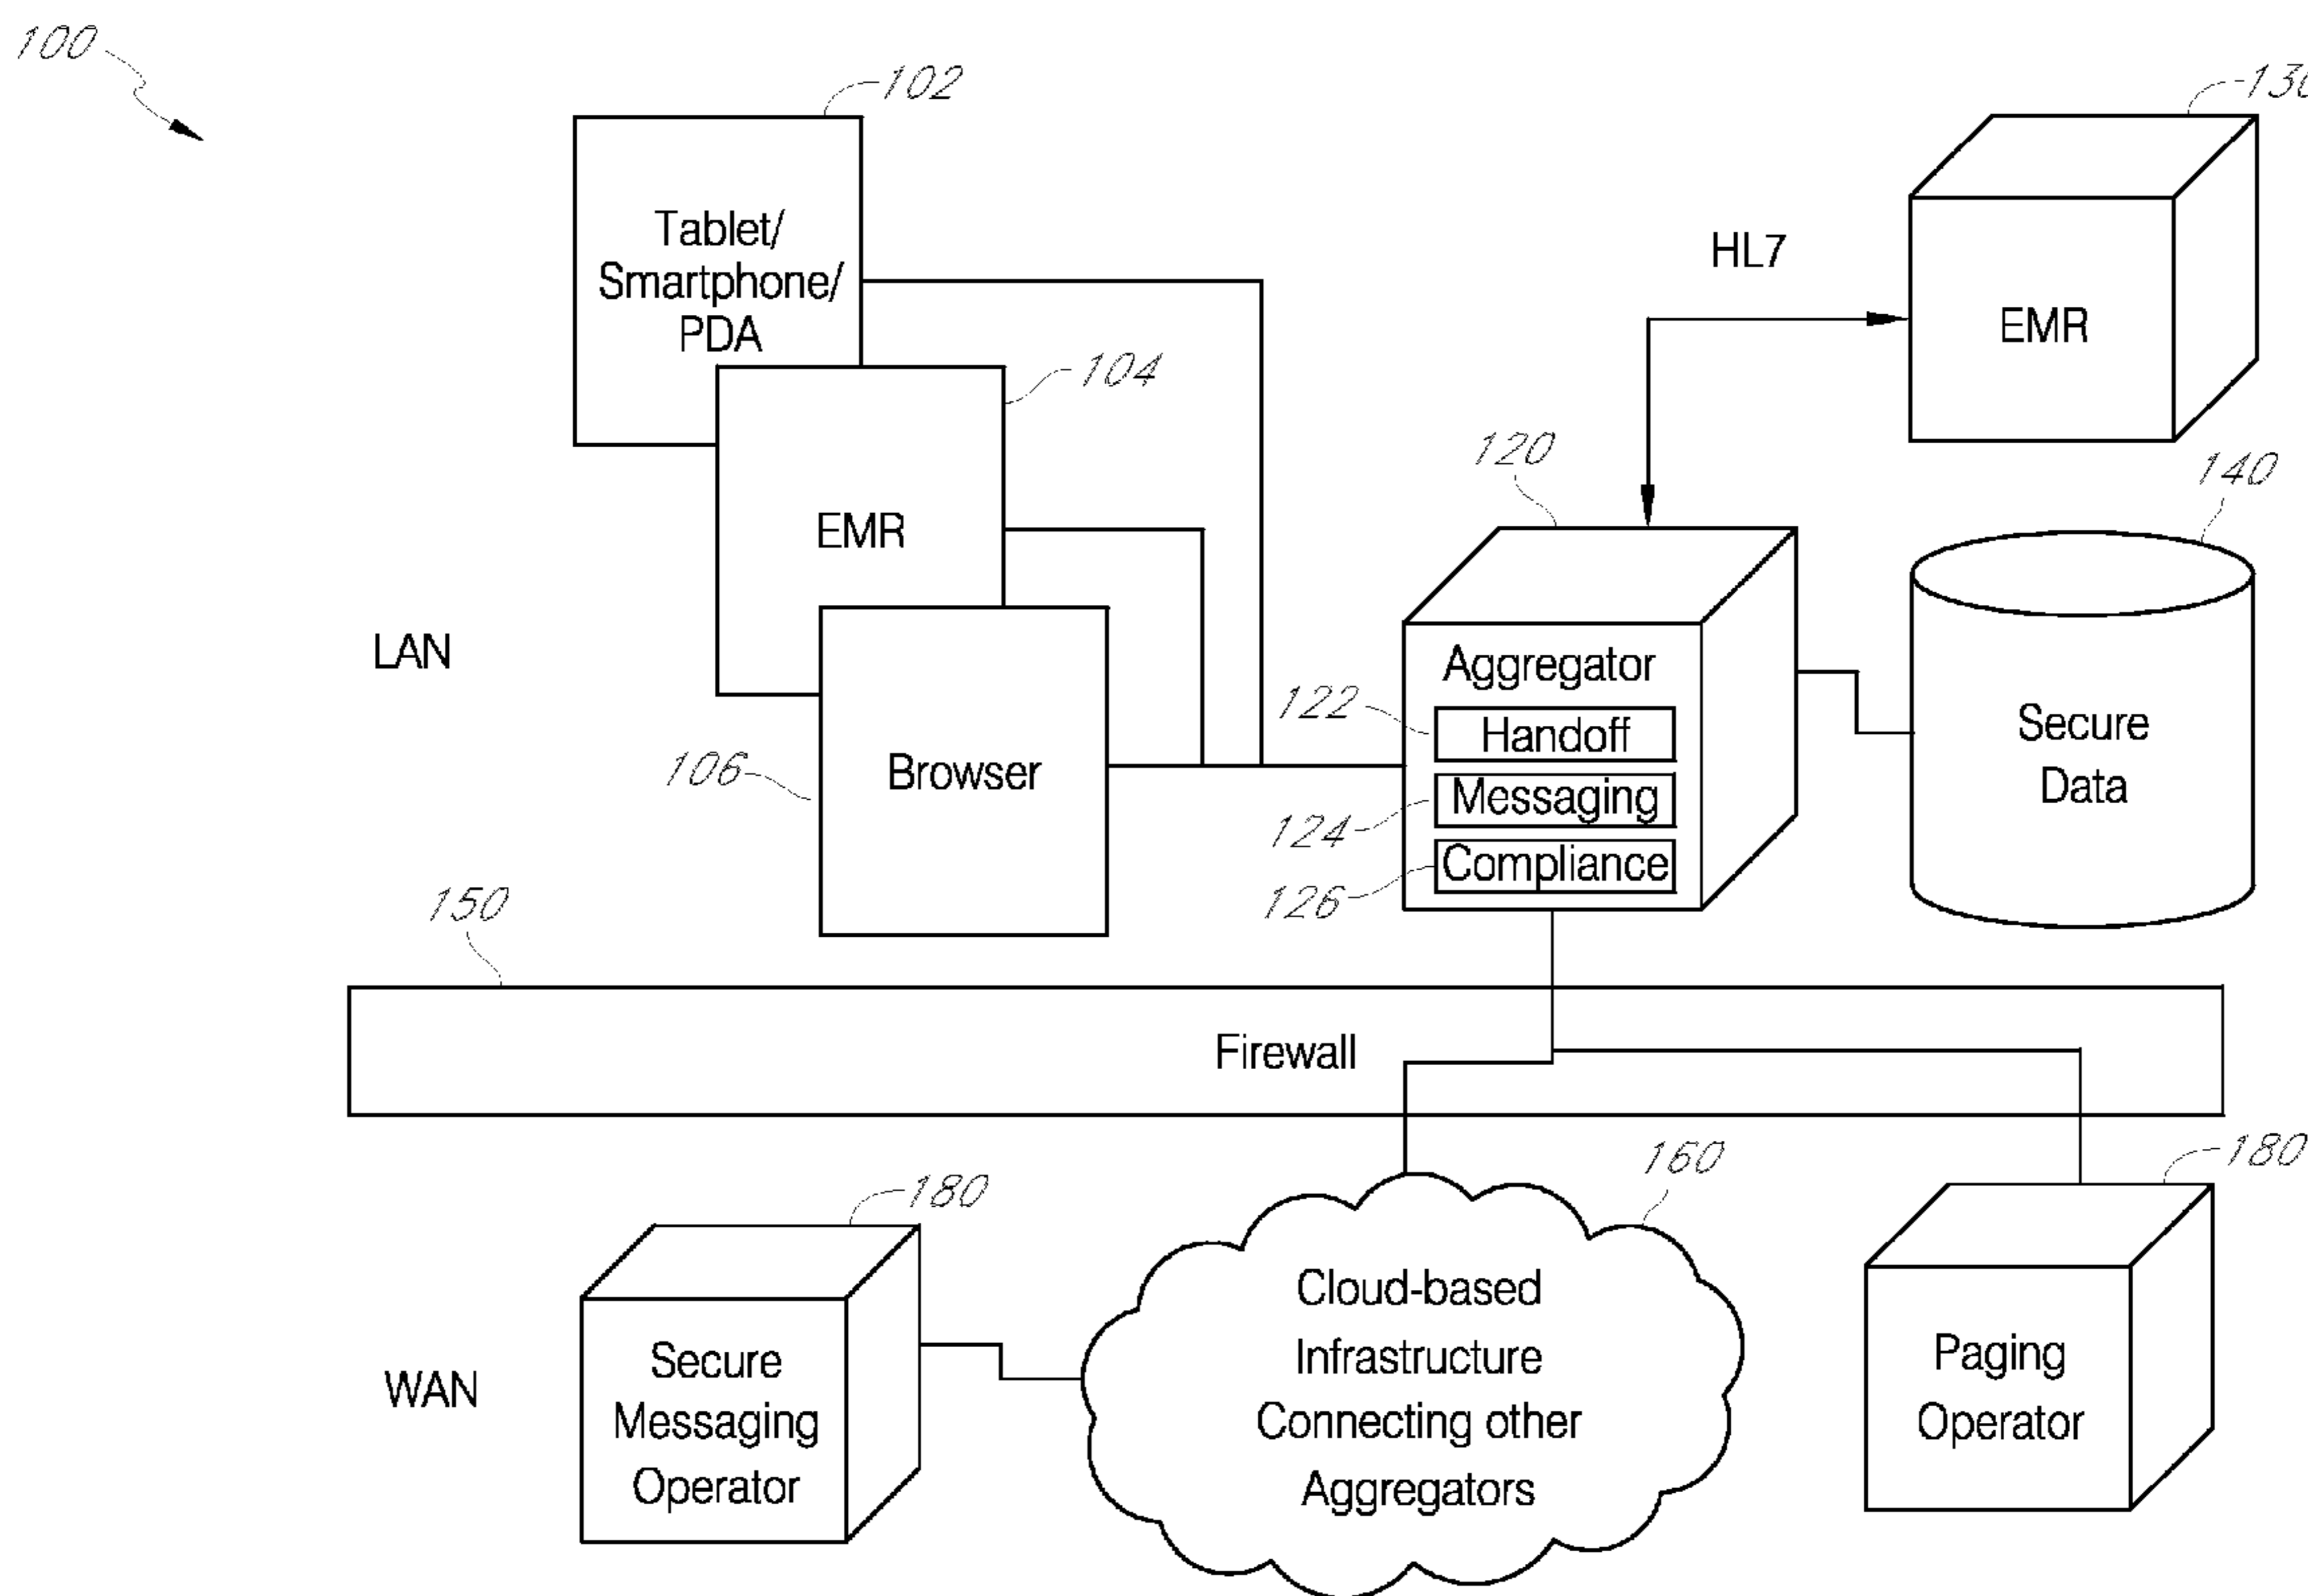 100
102
130
Tablet/
Smartphone/
PDA
HL7
EMR
104
120
140
EMR
LAN
Aggregator
122
Handoff
Secure
Data
106
Browser
Messaging
124
Compliance
126
150
Firewall
160
180
180
Cloud-based
Infrastructure
Connecting other
Aggregators
Secure
Messaging
Operator
WAN
Paging
Operator